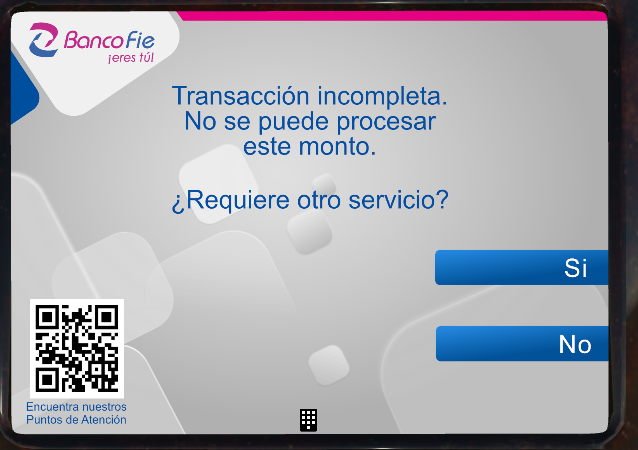 Banco Fie
¡eres tú!
Transacción incompleta.
No se puede procesar
este monto.
¿Requiere otro servicio?
Si
No
Encuentra nuestros
Puntos de Atención